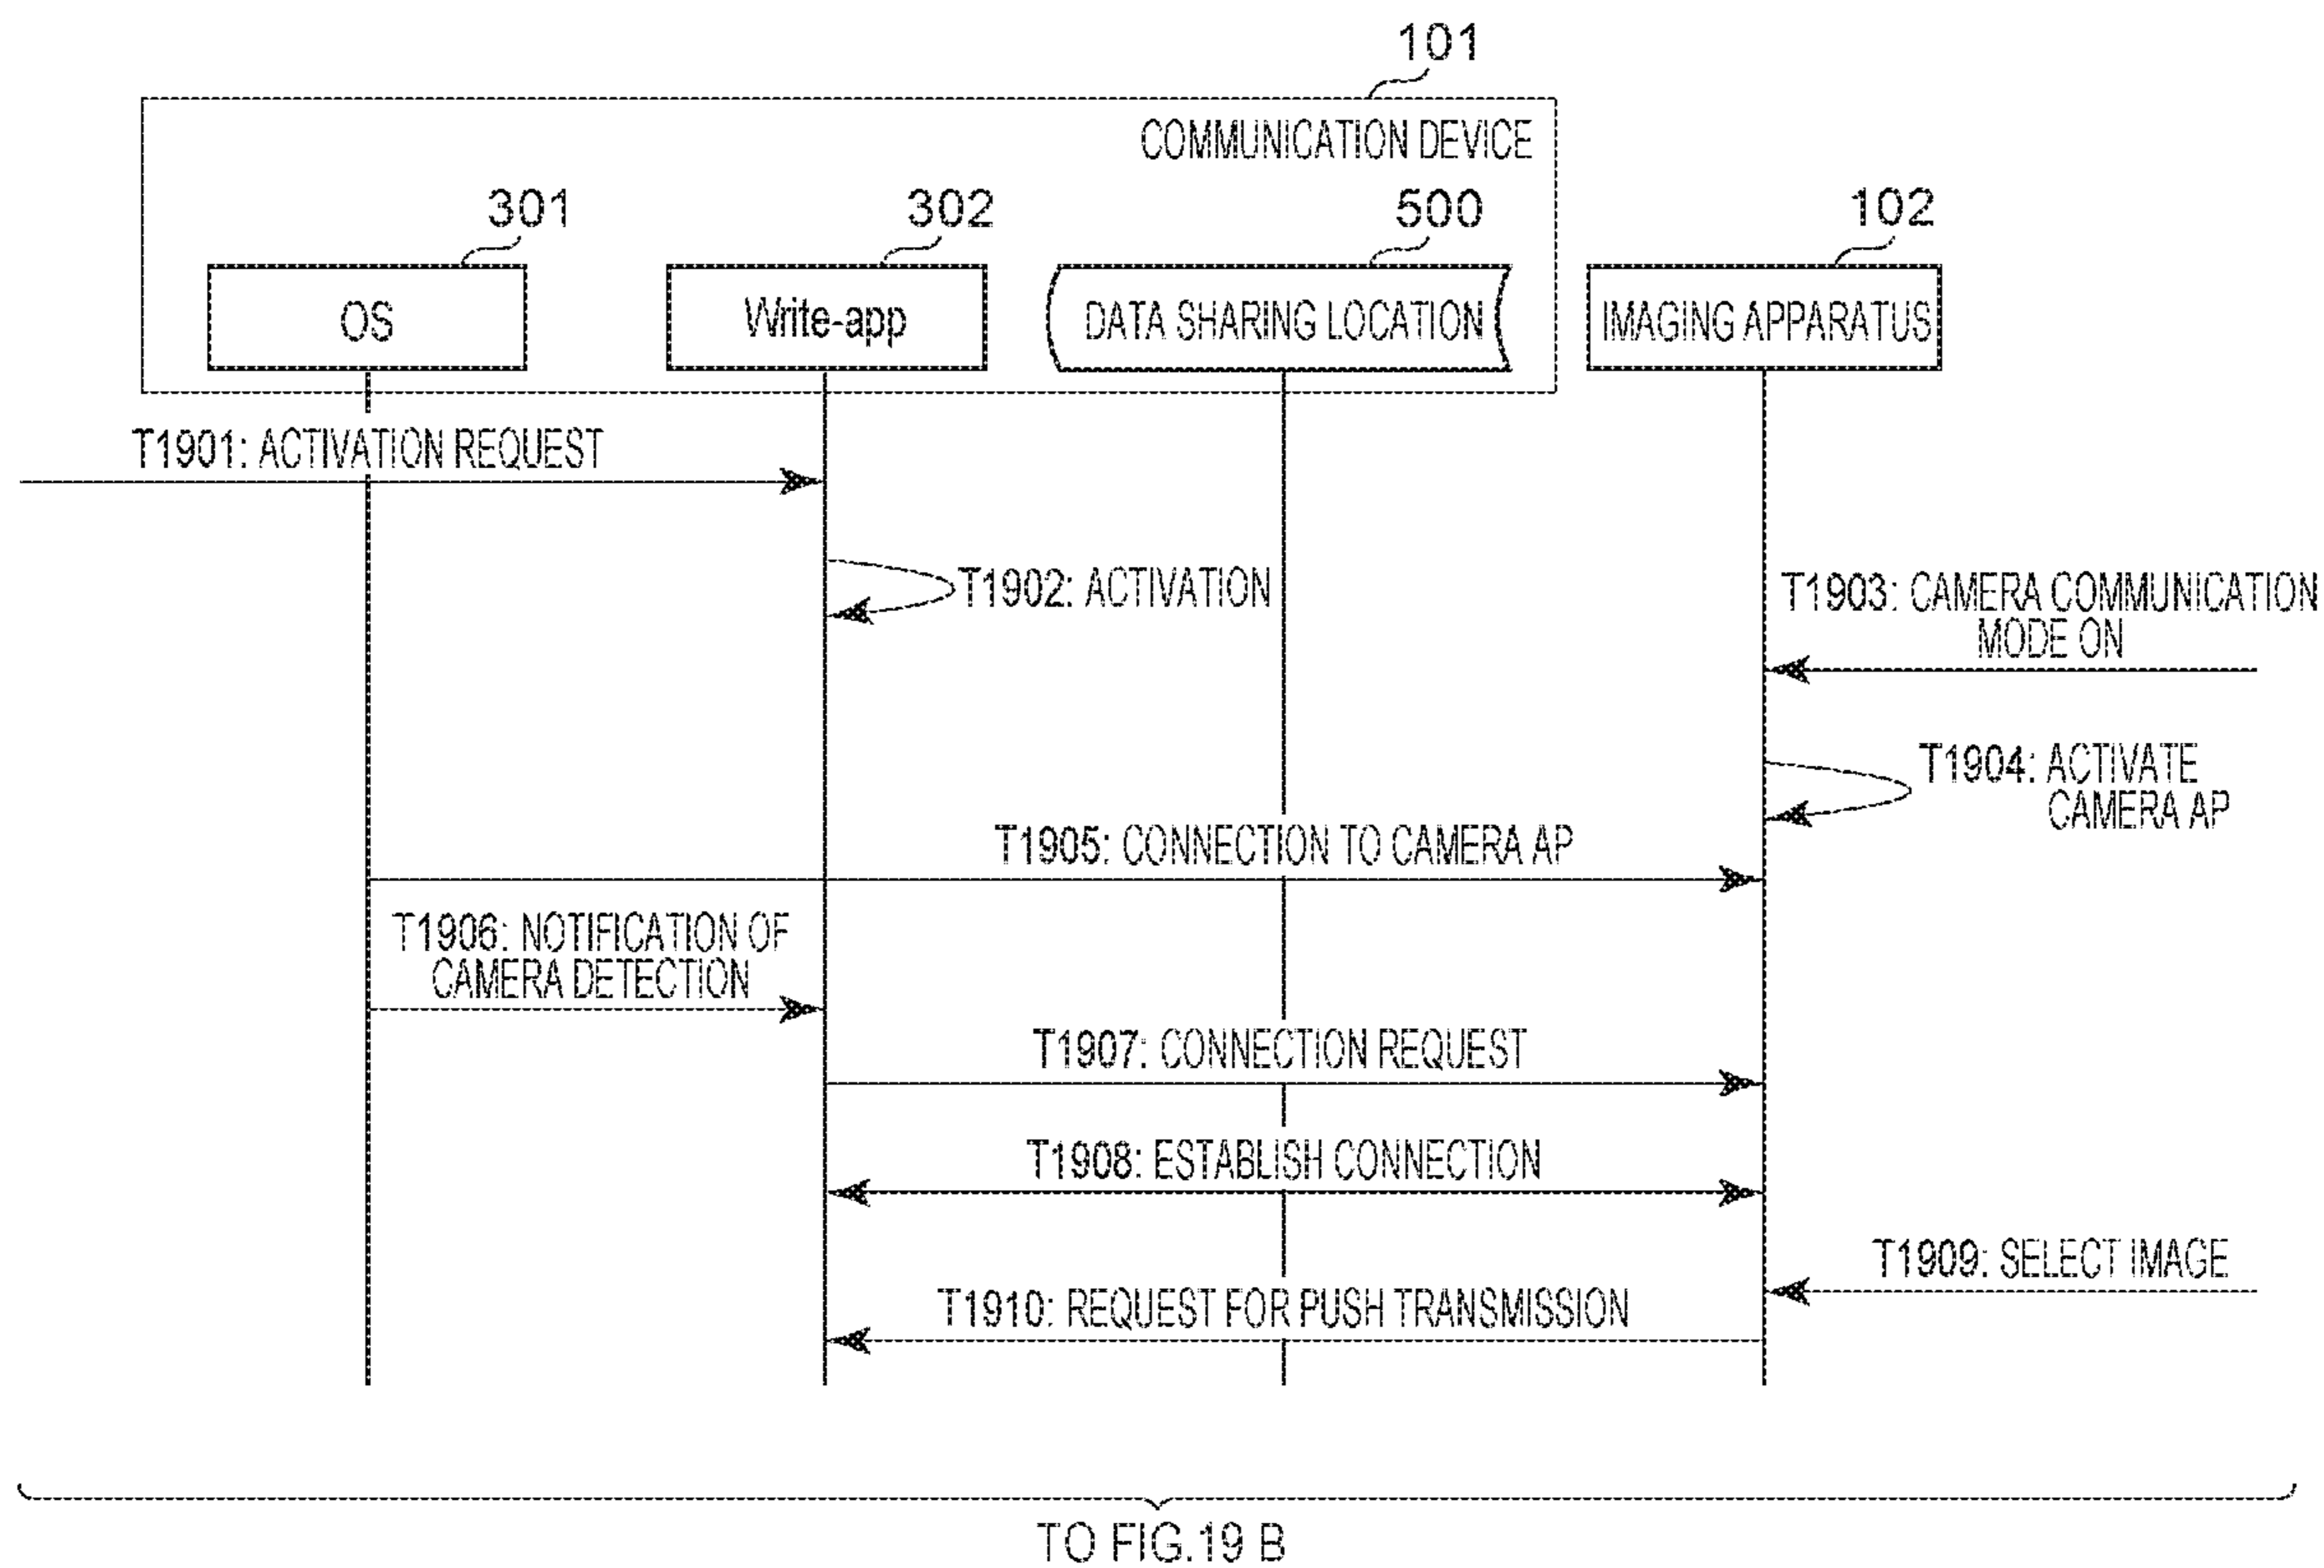 101
COMMUNICATION DEVICE
301
302
500
102
OS
Write-app
DATA SHARING LOCATION
IMAGING APPARATUS
T1901: ACTIVATION REQUEST
T1902: ACTIVATION
T1903: CAMERA COMMUNICATION
MODE ON
T1904: ACTIVATE
CAMERA AP
T1905: CONNECTION TO CAMERA AP
T1906: NOTIFICATION OF
CAMERA DETECTION
T1907: CONNECTION REQUEST
T1908: ESTABLISH CONNECTION
T1909: SELECT IMAGE
T1910: REQUEST FOR PUSH TRANSMISSION
TO FIG.19 B